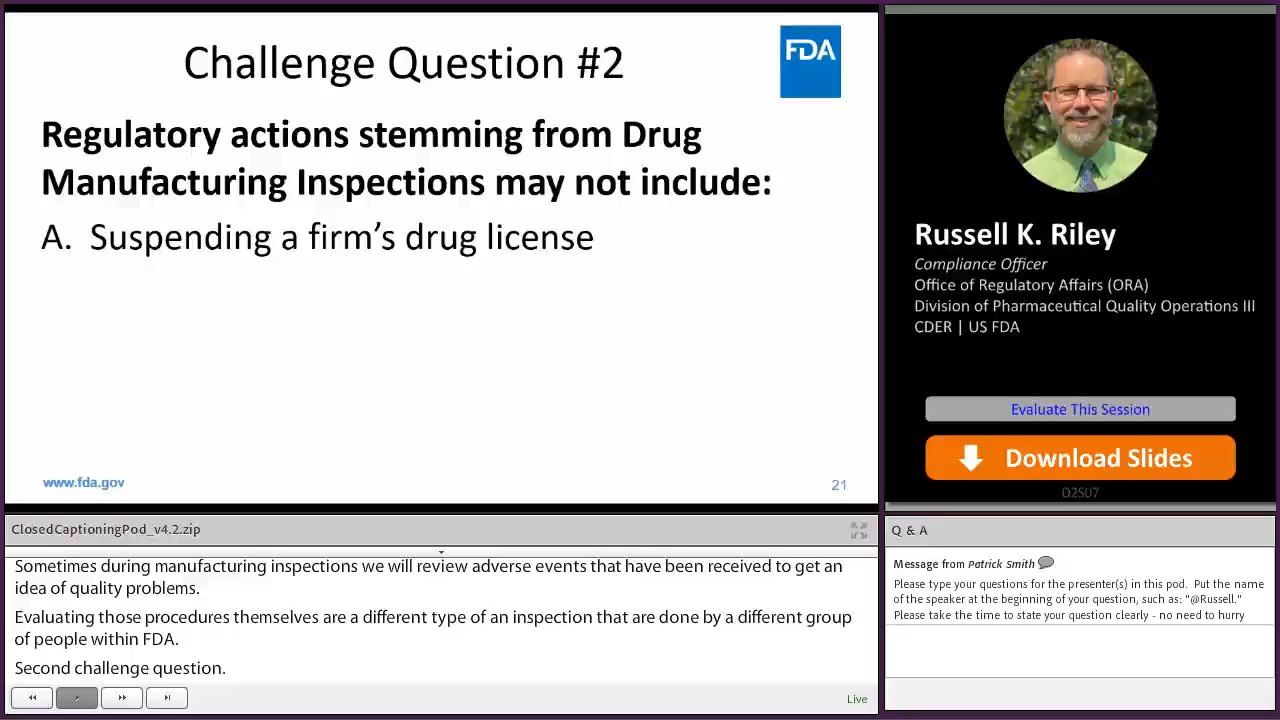 Challenge Question #2
FDA
Regulatory actions stemming from Drug
Manufacturing Inspections may not include:
A. Suspending a firm’s drug license
www.fda.gov
21
Russell K. Riley
Compliance Officer
Office of Regulatory Affairs (ORA)
Division of Pharmaceutical Quality Operations III
CDER | US FDA
Evaluate This Session
Download Slides
D2S07
ClosedCaptioningPod_v4.2.zip
Sometimes during manufacturing inspections we will review adverse events that have been received to get an
idea of quality problems.
Evaluating those procedures themselves are a different type of an inspection that are done by a different group
of people within FDA.
Second challenge question.
Live
Q & A
Message from Patrick Smith
Please type your questions for the presenter(s) in this pod. Put the name
of the speaker at the beginning of your question, such as: "@Russell."
Please take the time to state your question clearly - no need to hurry